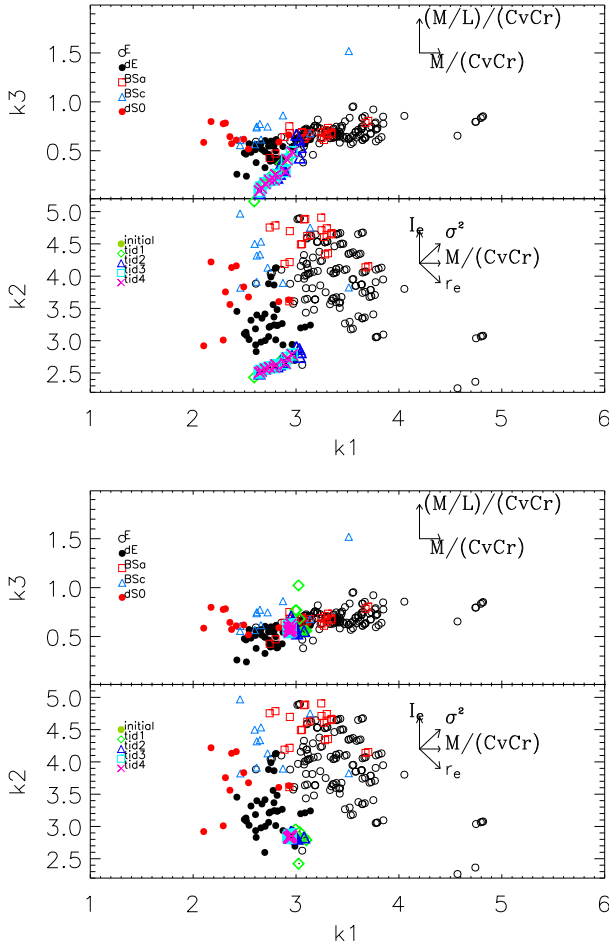 (M/L)/(CvCr)
M/(CvCr)
E
dE
BSa
BSc
dS0
k3
1.5
1.0
0.5
I_e
σ²
M/(CvCr)
r_e
initial
tid1
tid2
tid3
tid4
k2
5.0
4.5
4.0
3.5
3.0
2.5
1 2 3 4 5 6
k1
(M/L)/(CvCr)
M/(CvCr)
E
dE
BSa
BSc
dS0
k3
1.5
1.0
0.5
I_e
σ²
M/(CvCr)
r_e
initial
tid1
tid2
tid3
tid4
k2
5.0
4.5
4.0
3.5
3.0
2.5
1 2 3 4 5 6
k1